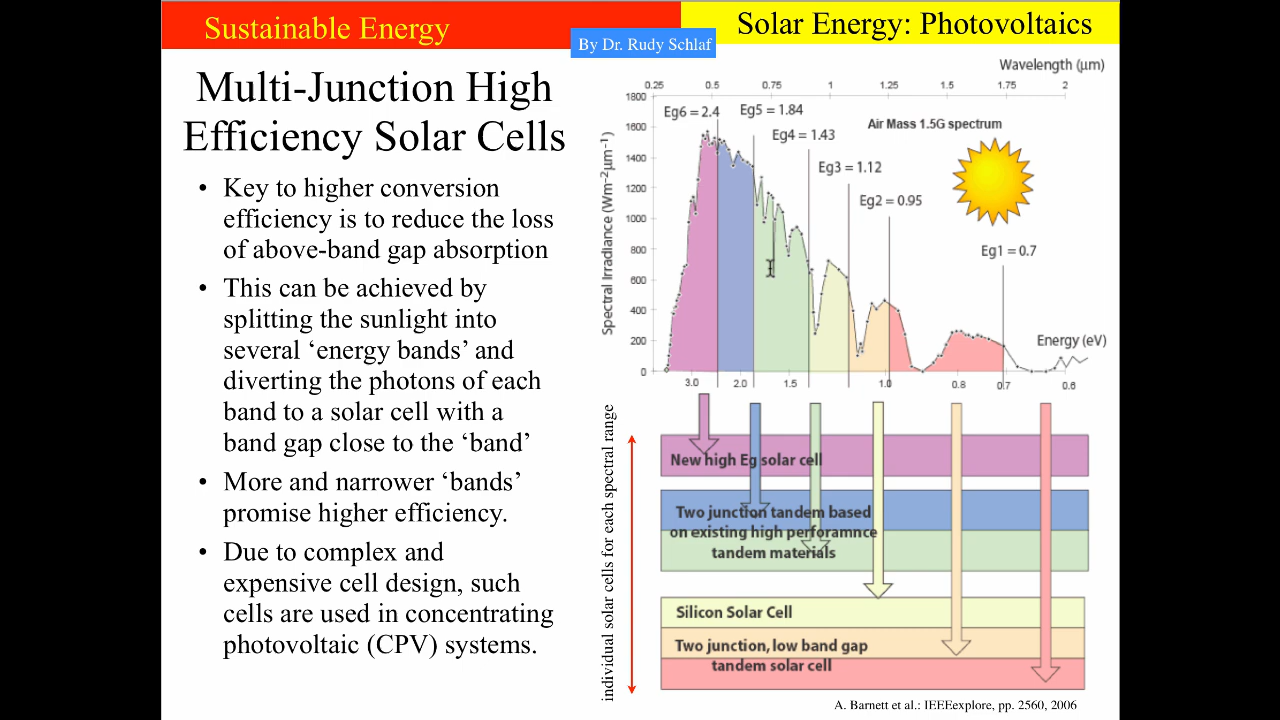 Sustainable Energy
Solar Energy: Photovoltaics
By Dr. Rudy Schlaf
Multi-Junction High
Efficiency Solar Cells
• Key to higher conversion
efficiency is to reduce the loss
of above-band gap absorption
• This can be achieved by
splitting the sunlight into
several ‘energy bands’ and
diverting the photons of each
band to a solar cell with a
band gap close to the ‘band’
• More and narrower ‘bands’
promise higher efficiency.
• Due to complex and
expensive cell design, such
cells are used in concentrating
photovoltaic (CPV) systems.
Wavelength (μm)
0.25 0.5 0.75 1 1.25 1.5 1.75 2
1800
1600
1400
1200
1000
800
600
400
200
0
Spectral Irradiance (Wm⁻²μm⁻¹)
Eg6 = 2.4
Eg5 = 1.84
Eg4 = 1.43
Eg3 = 1.12
Eg2 = 0.95
Eg1 = 0.7
Air Mass 1.5G spectrum
Energy (eV)
3.0 2.0 1.5 1.0 0.8 0.7 0.6
individual solar cells for each spectral range
New high Eg solar cell
Two junction tandem based
on existing high perforamnce
tandem materials
Silicon Solar Cell
Two junction, low band gap
tandem solar cell
A. Barnett et al.: IEEExplore, pp. 2560, 2006